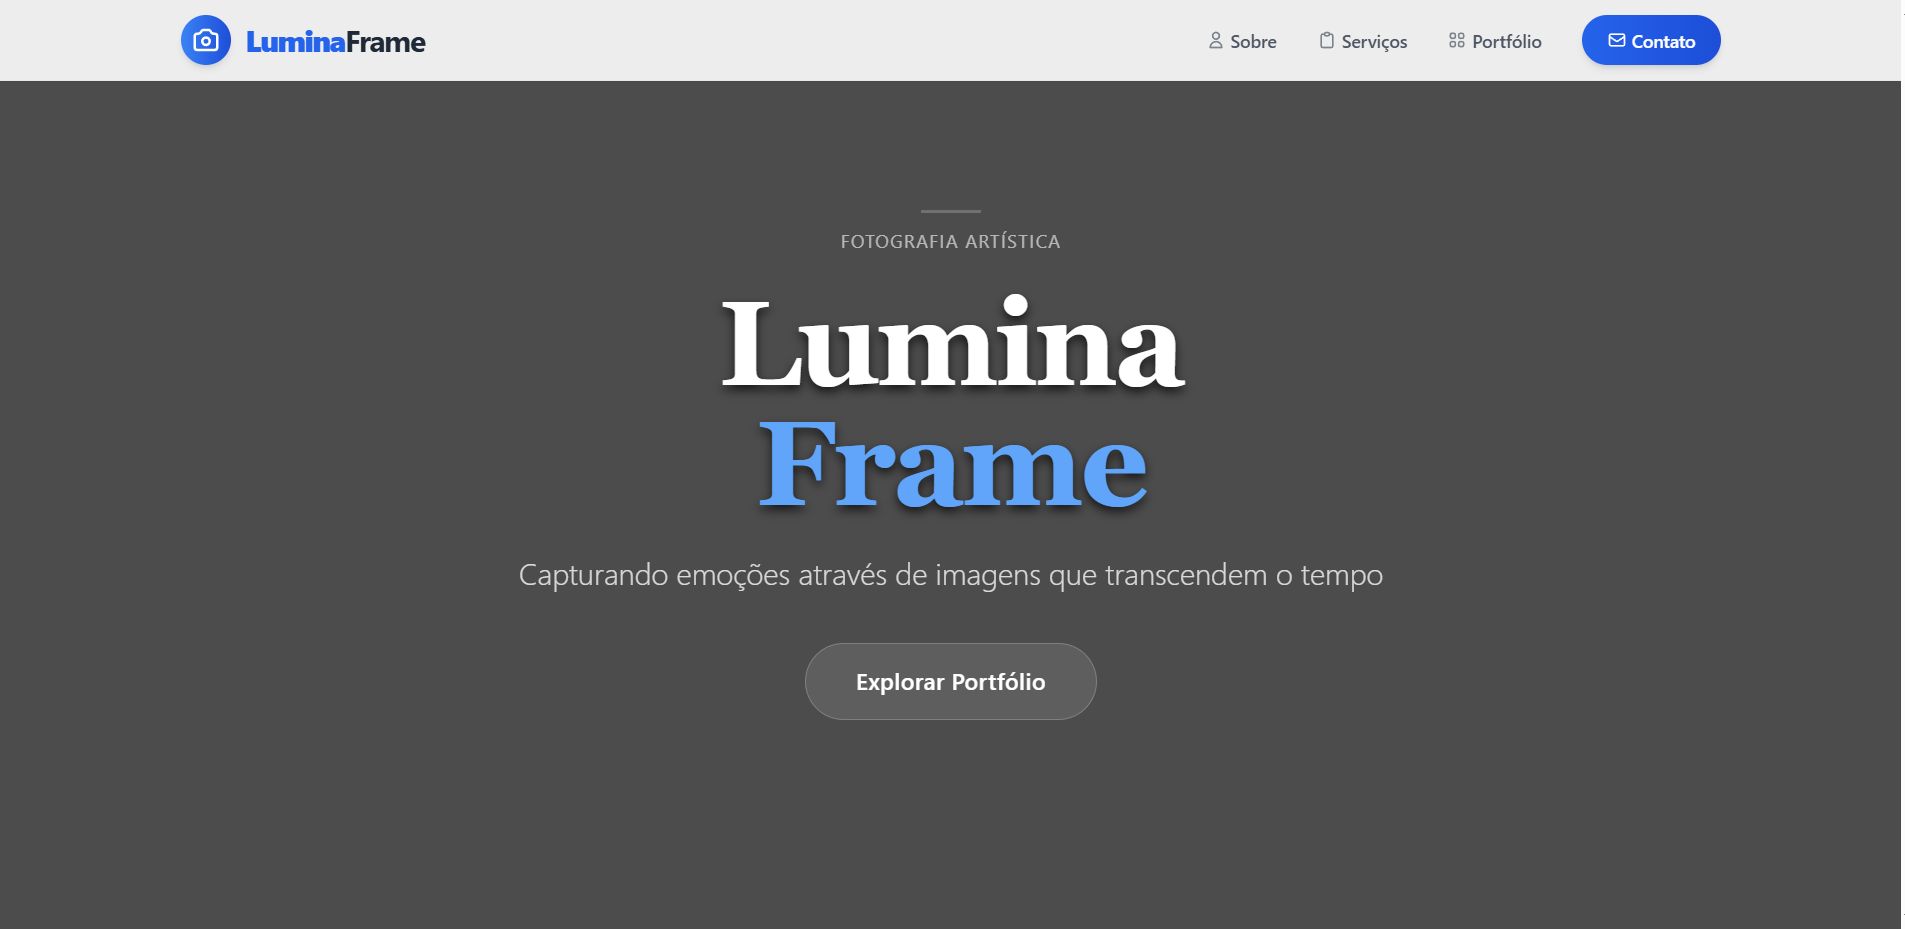 LuminaFrame
Sobre
Serviços
Portfólio
Contato
FOTOGRAFIA ARTÍSTICA
Lumina
Frame
Capturando emoções através de imagens que transcendem o tempo
Explorar Portfólio